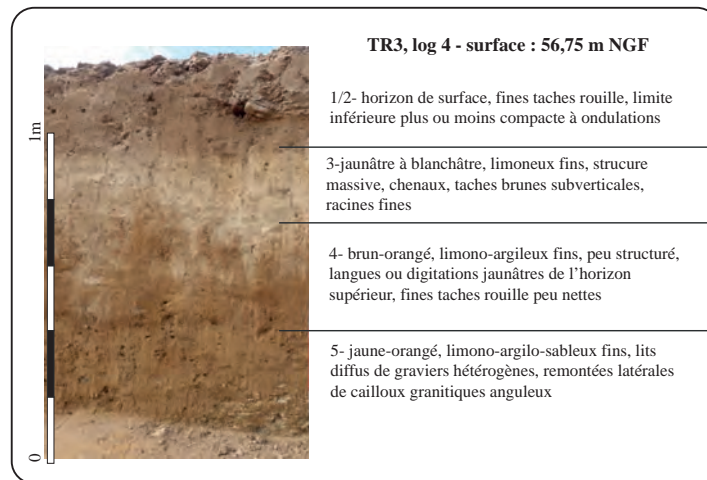 TR3, log 4 - surface : 56,75 m NGF
1/2- horizon de surface, fines taches rouille, limite
inférieure plus ou moins compacte à ondulations
1m
3-jaunâtre à blanchâtre, limoneux fins, strucure
massive, chenaux, taches brunes subverticales,
racines fines
4- brun-orangé, limono-argileux fins, peu structuré,
langues ou digitations jaunâtres de l’horizon
supérieur, fines taches rouille peu nettes
5- jaune-orangé, limono-argilo-sableux fins, lits
diffus de graviers hétérogènes, remontées latérales
de cailloux granitiques anguleux
0